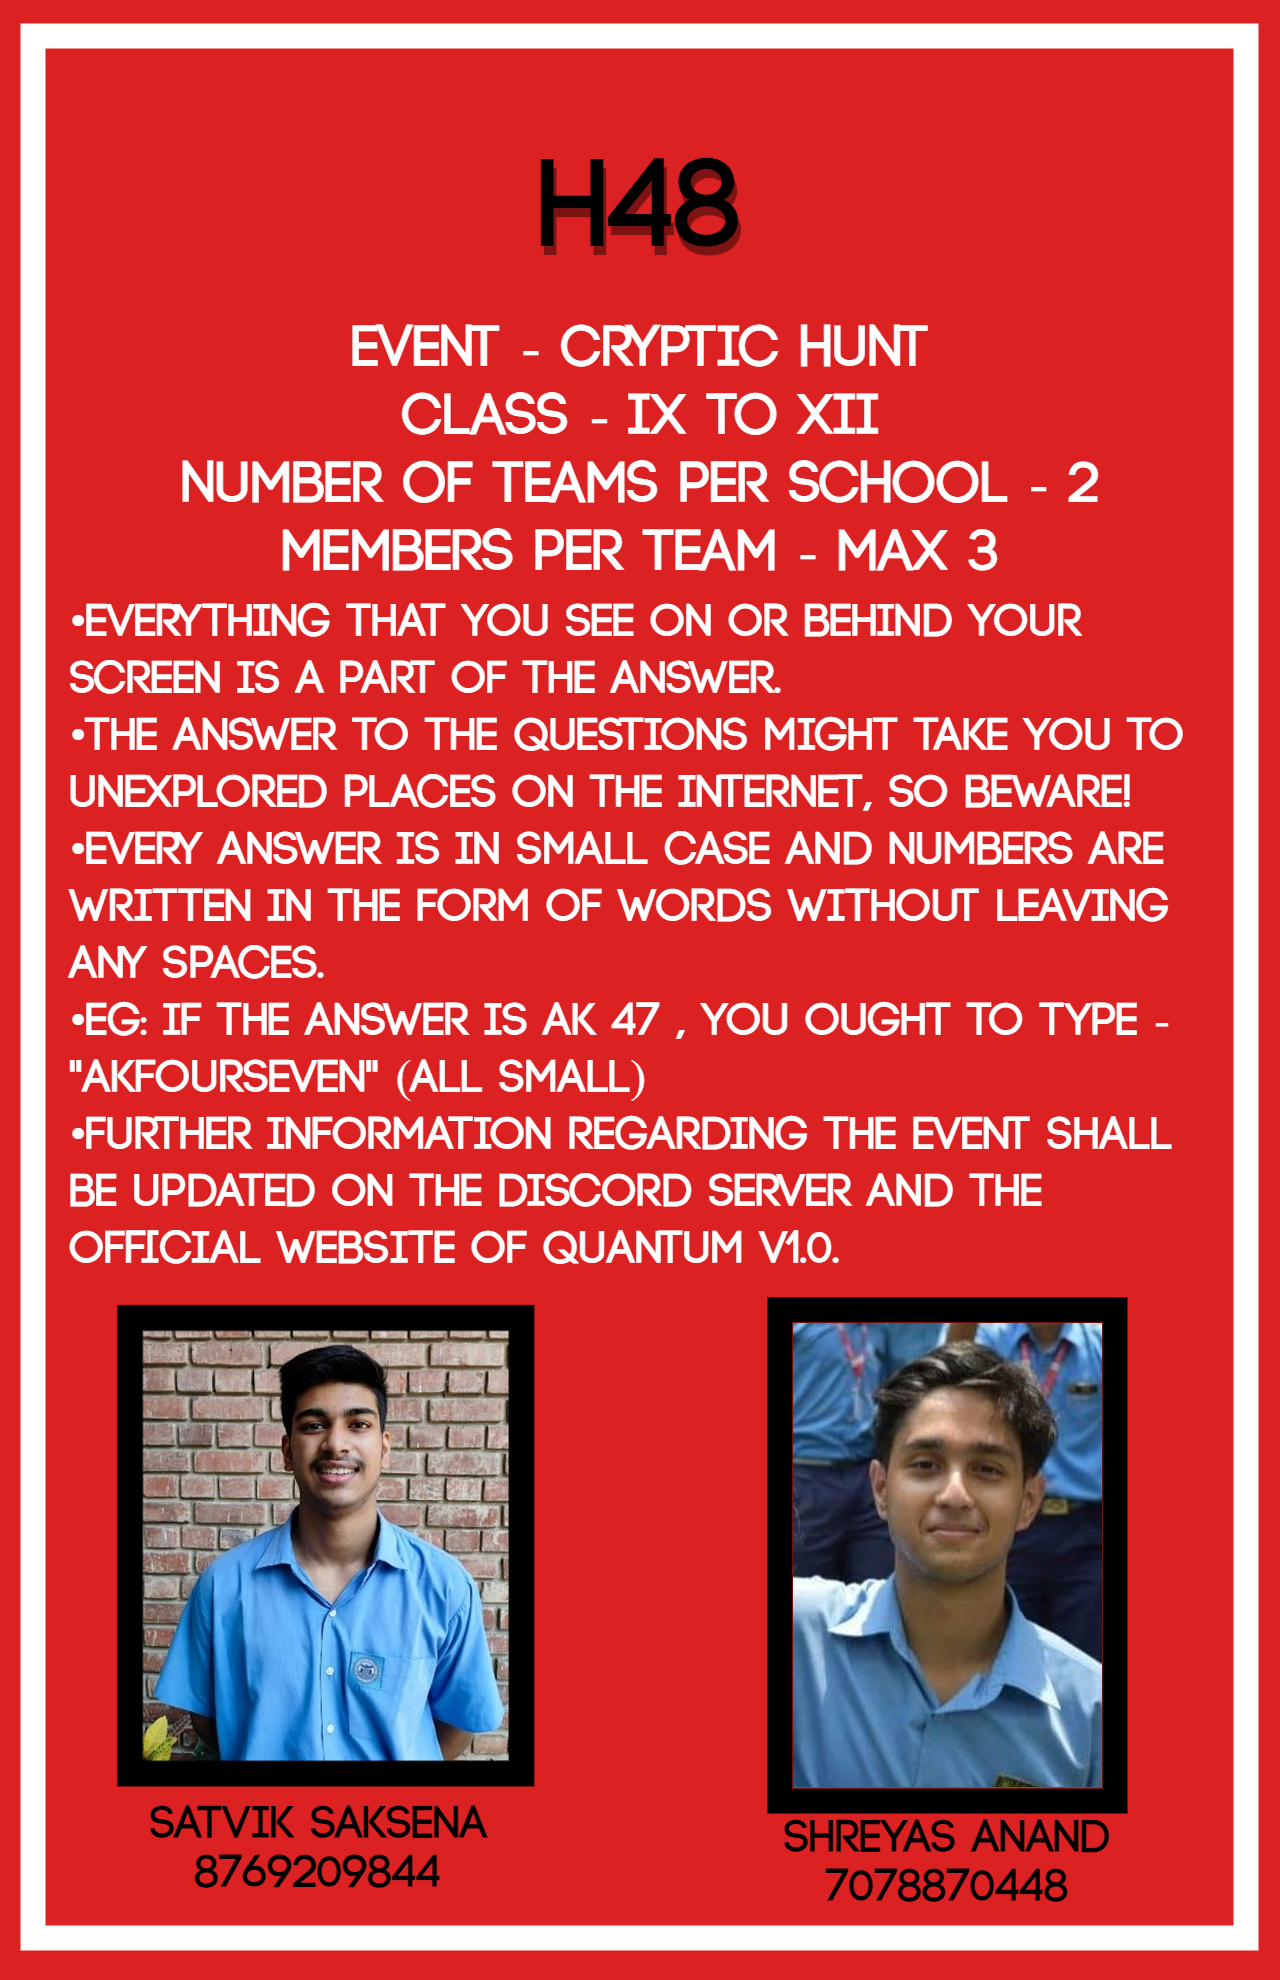 H48
EVENT - CRYPTIC HUNT
CLASS - IX TO XII
NUMBER OF TEAMS PER SCHOOL - 2
MEMBERS PER TEAM - MAX 3
•EVERYTHING THAT YOU SEE ON OR BEHIND YOUR
SCREEN IS A PART OF THE ANSWER.
•THE ANSWER TO THE QUESTIONS MIGHT TAKE YOU TO
UNEXPLORED PLACES ON THE INTERNET, SO BEWARE!
•EVERY ANSWER IS IN SMALL CASE AND NUMBERS ARE
WRITTEN IN THE FORM OF WORDS WITHOUT LEAVING
ANY SPACES.
•EG: IF THE ANSWER IS AK 47 , YOU OUGHT TO TYPE -
"AKFOURSEVEN" (ALL SMALL)
•FURTHER INFORMATION REGARDING THE EVENT SHALL
BE UPDATED ON THE DISCORD SERVER AND THE
OFFICIAL WEBSITE OF QUANTUM V1.0.
SATVIK SAKSENA
8769209844
SHREYAS ANAND
7078870448